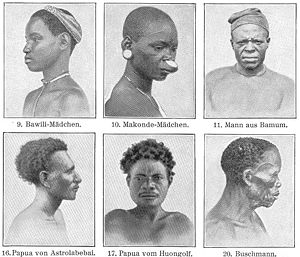 9. Bawili-Mädchen.
10. Makonde-Mädchen.
11. Mann aus Bamum.
16. Papua von Astrolabebai.
17. Papua vom Huongolf.
20. Buschmann.